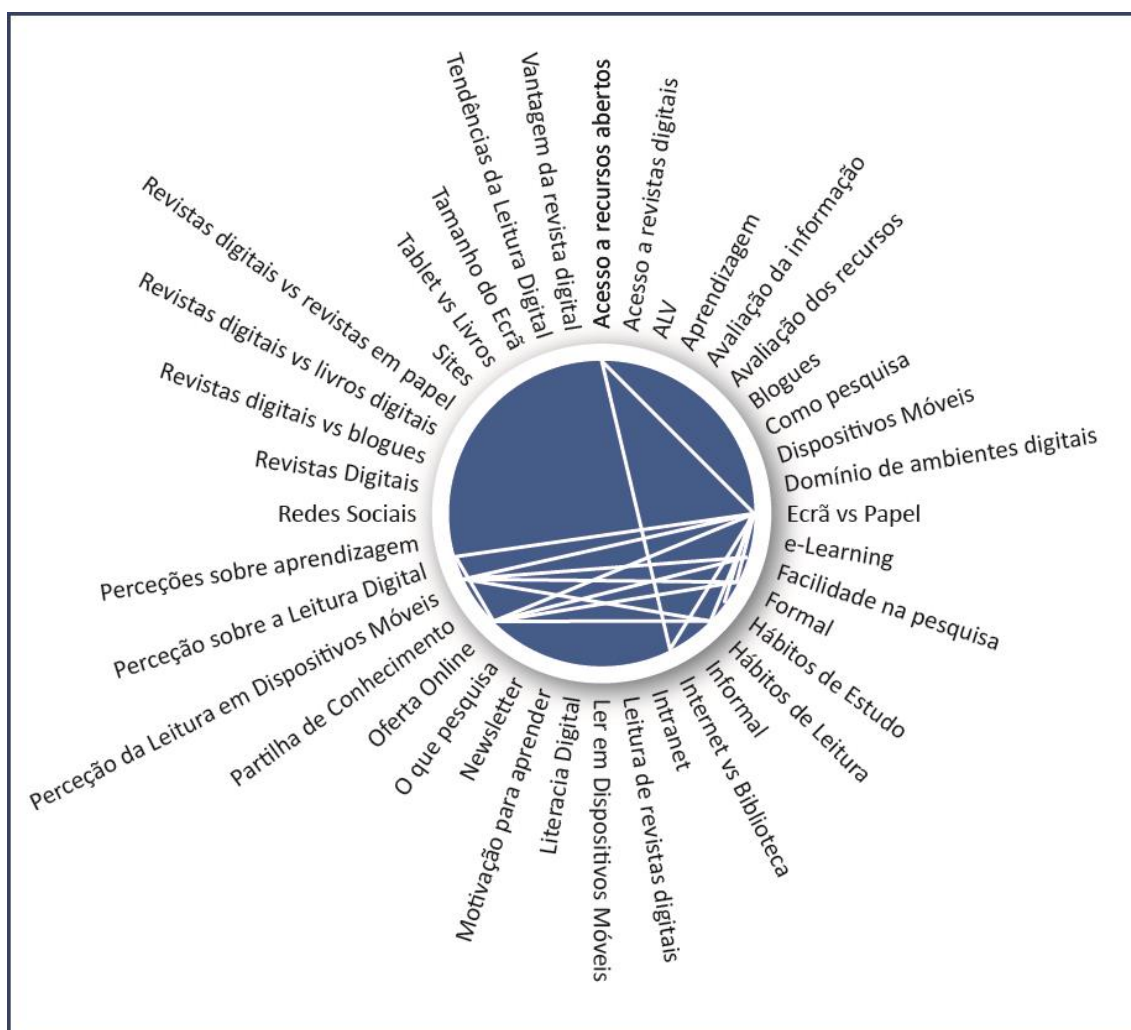 Acesso a recursos abertos
Acesso a revistas digitais
ALV
Aprendizagem
Avaliação da informação
Avaliação dos recursos
Blogues
Como pesquisa
Dispositivos Móveis
Domínio de ambientes digitais
Ecrã vs Papel
e-Learning
Facilidade na pesquisa
Formal
Hábitos de Estudo
Hábitos de Leitura
Informal
Internet vs Biblioteca
Intranet
Leitura de revistas digitais
Ler em Dispositivos Móveis
Literacia Digital
Motivação para aprender
Newsletter
O que pesquisa
Oferta Online
Partilha de Conhecimento
Perceção da Leitura em Dispositivos Móveis
Perceção sobre a Leitura Digital
Perceções sobre aprendizagem
Redes Sociais
Revistas Digitais
Revistas digitais vs blogues
Revistas digitais vs livros digitais
Revistas digitais vs revistas em papel
Sites
Tablet vs Livros
Tamanho do Ecrã
Tendências da Leitura Digital
Vantagem da revista digital